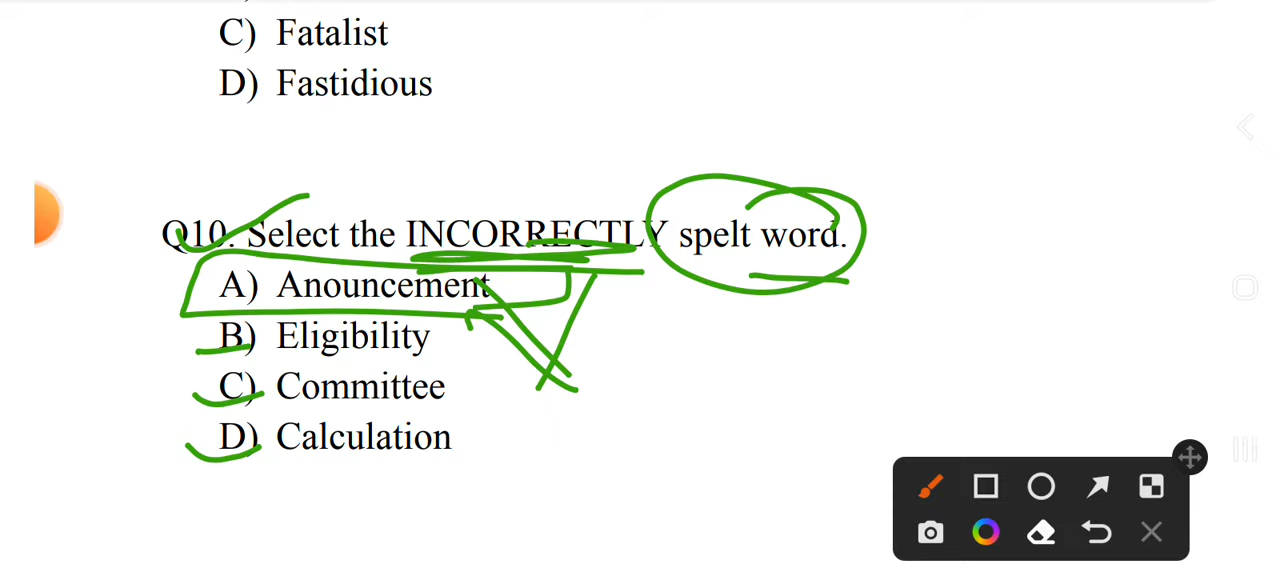 C) Fatalist
D) Fastidious
Q10. Select the INCORRECTLY spelt word.
A) Anouncement
B) Eligibility
C) Committee
D) Calculation